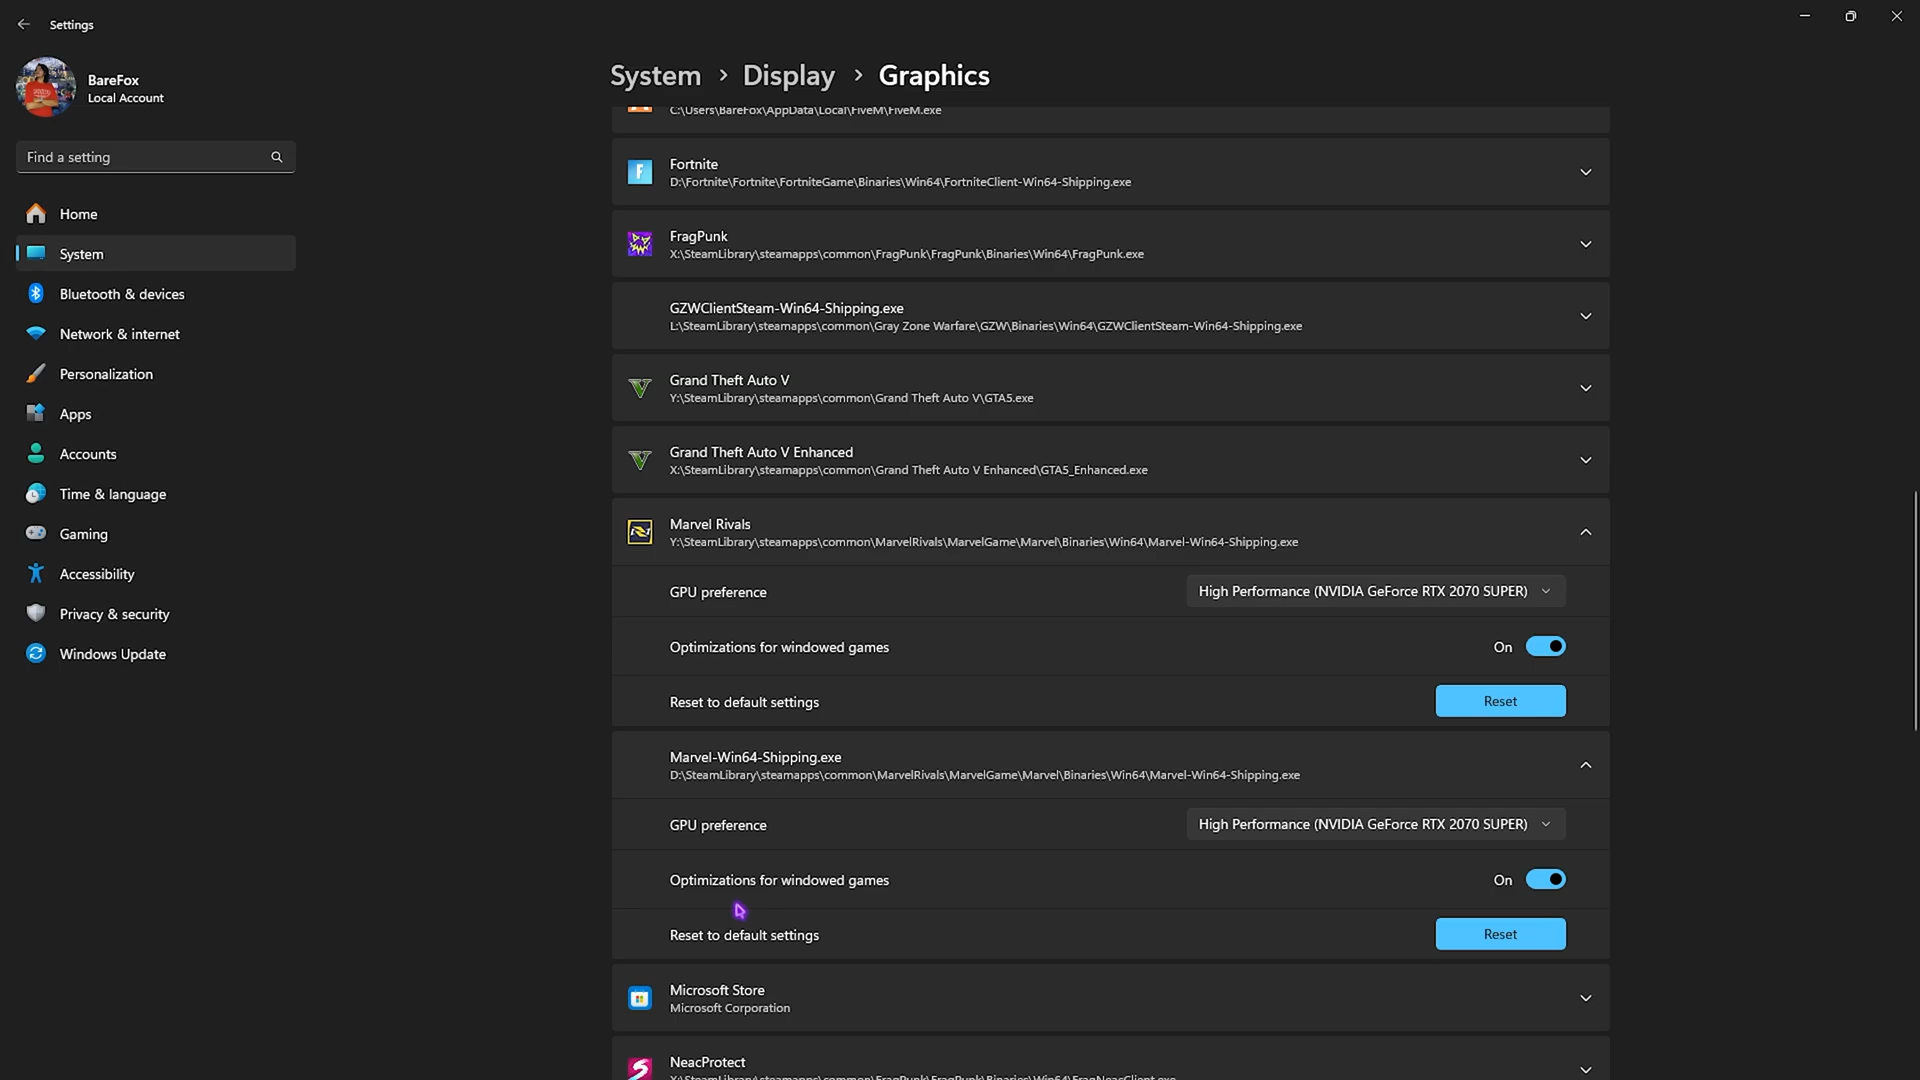 Settings
BareFox
Local Account
Find a setting
Home
System
Bluetooth & devices
Network & internet
Personalization
Apps
Accounts
Time & language
Gaming
Accessibility
Privacy & security
Windows Update
System > Display > Graphics
C:\Users\BareFox\AppData\Local\FiveM\FiveM.exe
Fortnite
D:\Fortnite\Fortnite\FortniteGame\Binaries\Win64\FortniteClient-Win64-Shipping.exe
FragPunk
X:\SteamLibrary\steamapps\common\FragPunk\FragPunk\Binaries\Win64\FragPunk.exe
GZWClientSteam-Win64-Shipping.exe
L:\SteamLibrary\steamapps\common\Gray Zone Warfare\GZW\Binaries\Win64\GZWClientSteam-Win64-Shipping.exe
Grand Theft Auto V
Y:\SteamLibrary\steamapps\common\Grand Theft Auto V\GTA5.exe
Grand Theft Auto V Enhanced
X:\SteamLibrary\steamapps\common\Grand Theft Auto V Enhanced\GTA5_Enhanced.exe
Marvel Rivals
Y:\SteamLibrary\steamapps\common\MarvelRivals\MarvelGame\Marvel\Binaries\Win64\Marvel-Win64-Shipping.exe
GPU preference High Performance (NVIDIA GeForce RTX 2070 SUPER)
Optimizations for windowed games On
Reset to default settings Reset
Marvel-Win64-Shipping.exe
D:\SteamLibrary\steamapps\common\MarvelRivals\MarvelGame\Marvel\Binaries\Win64\Marvel-Win64-Shipping.exe
GPU preference High Performance (NVIDIA GeForce RTX 2070 SUPER)
Optimizations for windowed games On
Reset to default settings Reset
Microsoft Store
Microsoft Corporation
NeacProtect